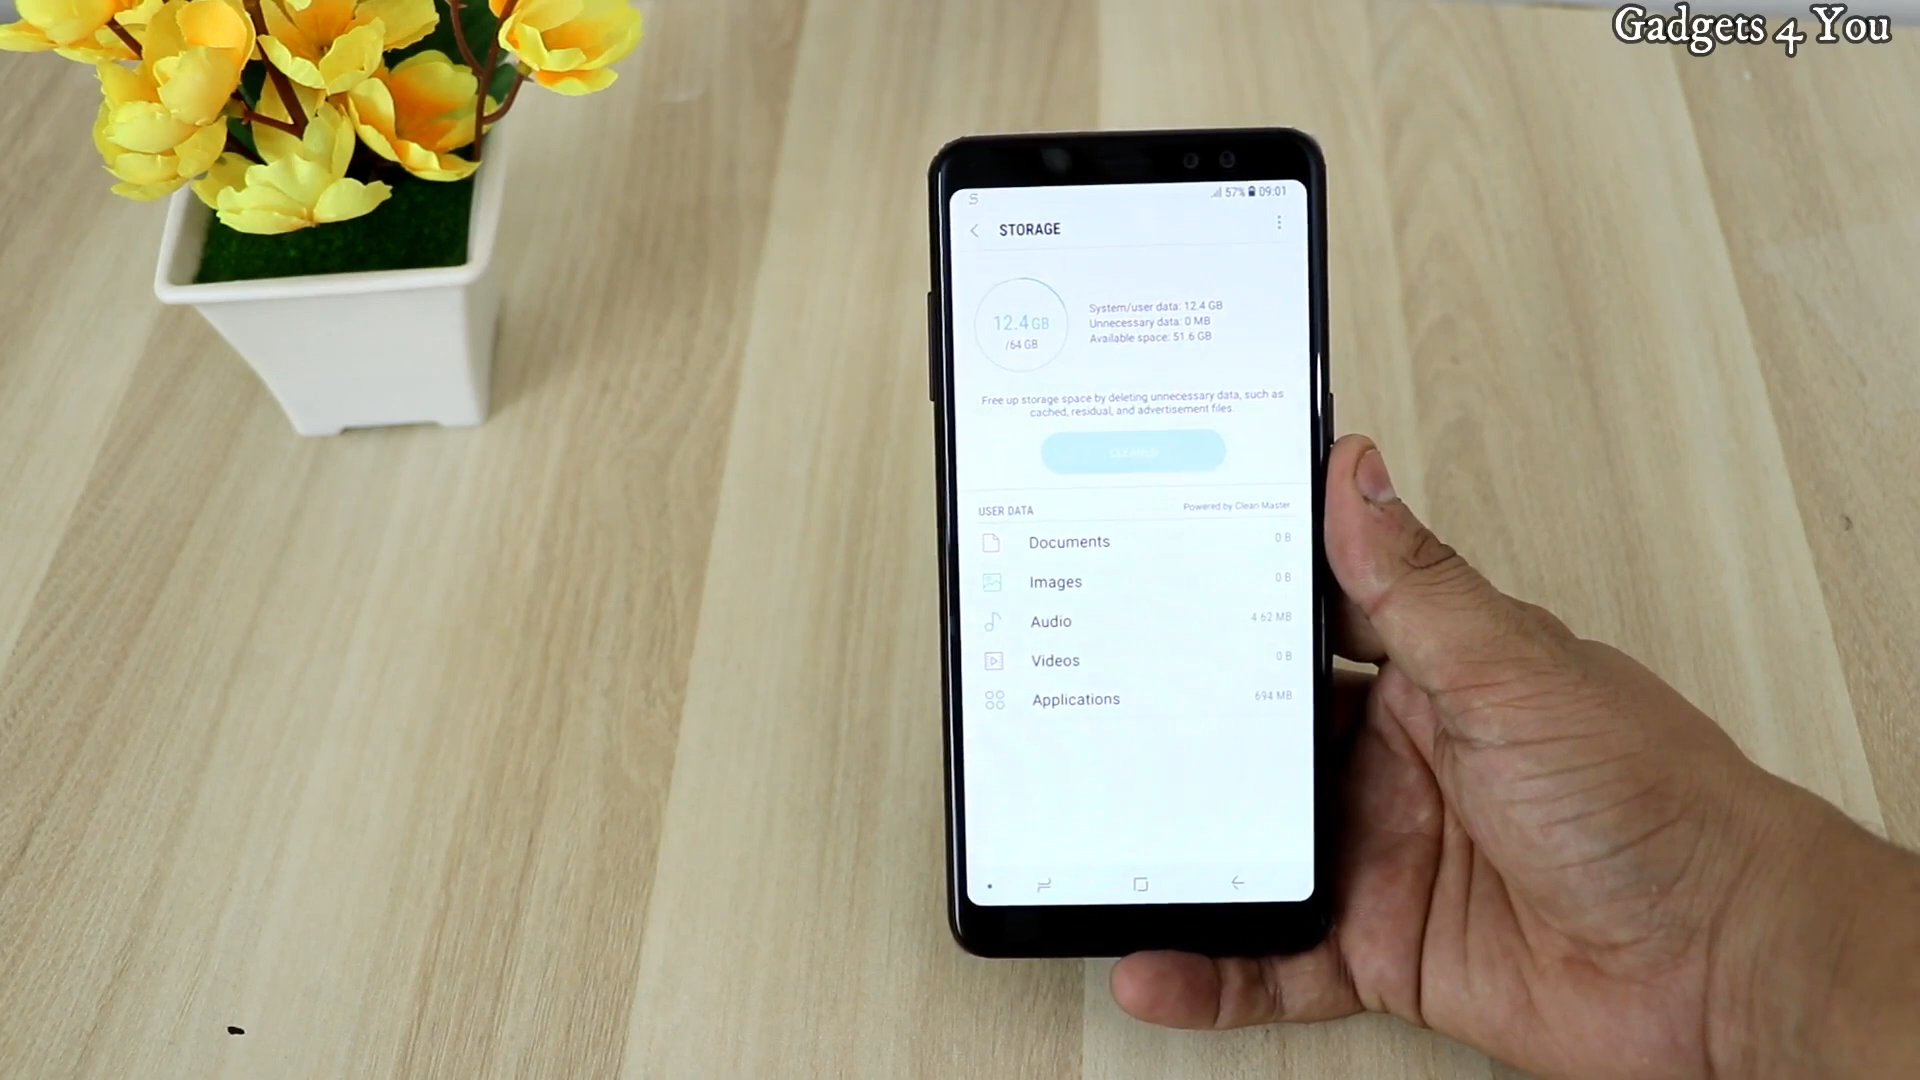 Gadgets 4 You
57% 09:01
STORAGE
12.4 GB
/64 GB
System/user data: 12.4 GB
Unnecessary data: 0 MB
Available space: 51.6 GB
Free up storage space by deleting unnecessary data, such as
cached, residual, and advertisement files.
USER DATA
Powered by Clean Master
Documents
0 B
Images
0 B
Audio
4.62 MB
Videos
0 B
Applications
694 MB